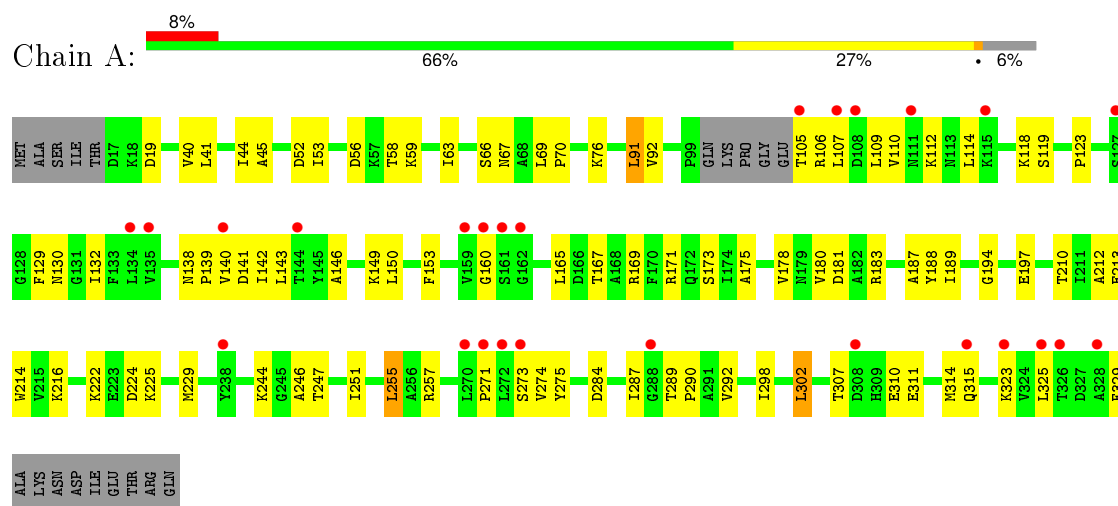 8%
Chain A:
66% 27% • 6%
MET ALA SER ILE THR D17 K18 D19 V40 L41 I44 A45 D52 I53 D56 K57 T58 K59 I63 S66 N67 A68 L69 P70 K76 L91 V92 P99 GLN LYS PRO GLY GLU T105 R106 L107 D108 L109 V110 N111 K112 N113 L114 K115 K118 S119 P123 S127
G128 F129 N130 G131 I132 F133 L134 V135 N138 P139 V140 D141 I142 L143 T144 Y145 A146 K149 L150 F153 V159 G160 S161 G162 L165 D166 T167 A168 R169 F170 R171 Q172 S173 I174 A175 V178 N179 V180 D181 A182 R183 A187 Y188 I189 G194 E197 T210 I211 A212 E213
W214 V215 K216 K222 E223 D224 K225 M229 Y238 K244 G245 A246 T247 I251 L255 A256 R257 L270 P271 L272 S273 V274 Y275 D284 I287 G288 T289 P290 A291 V292 I298 L302 T307 D308 H309 E310 E311 M314 Q315 K323 V324 L325 T326 D327 A328 F329
ALA LYS ASN ASP ILE GLU THR ARG GLN